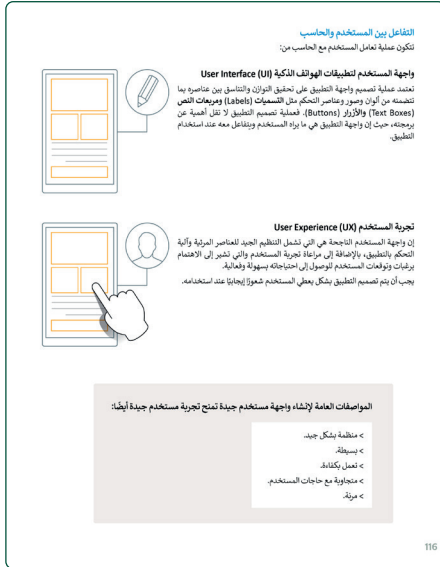 التفاعل بين المستخدم والحاسب
تتكون عملية تعامل المستخدم مع الحاسب من:
واجهة المستخدم لتطبيقات الهواتف الذكية User Interface (UI)
تعتمد عملية تصميم واجهة التطبيق على تحقيق التوازن والتناسق بين عناصره بما
تتضمنه من ألوان وصور وعناصر التحكم مثل التسميات (Labels) ومربعات النص
(Text Boxes) والأزرار (Buttons). فعملية تصميم التطبيق لا تقل أهمية عن
برمجته، حيث إن واجهة التطبيق هي ما يراه المستخدم ويتفاعل معه عند استخدام
التطبيق.
تجربة المستخدم User Experience (UX)
إن واجهة المستخدم الناجحة هي التي تشمل التنظيم الجيد للعناصر المرئية وآلية
التحكم بالتطبيق، بالإضافة إلى مراعاة تجربة المستخدم والتي تشير إلى الاهتمام
برغبات وتوقعات المستخدم للوصول إلى احتياجاته بسهولة وفعالية.
يجب أن يتم تصميم التطبيق بشكل يعطي المستخدم شعورًا إيجابيًا عند استخدامه.
المواصفات العامة لإنشاء واجهة مستخدم جيدة تمنح تجربة مستخدم جيدة أيضًا:
> منظمة بشكل جيد.
> بسيطة.
> تعمل بكفاءة.
> متجاوبة مع حاجات المستخدم.
> مرنة.
116